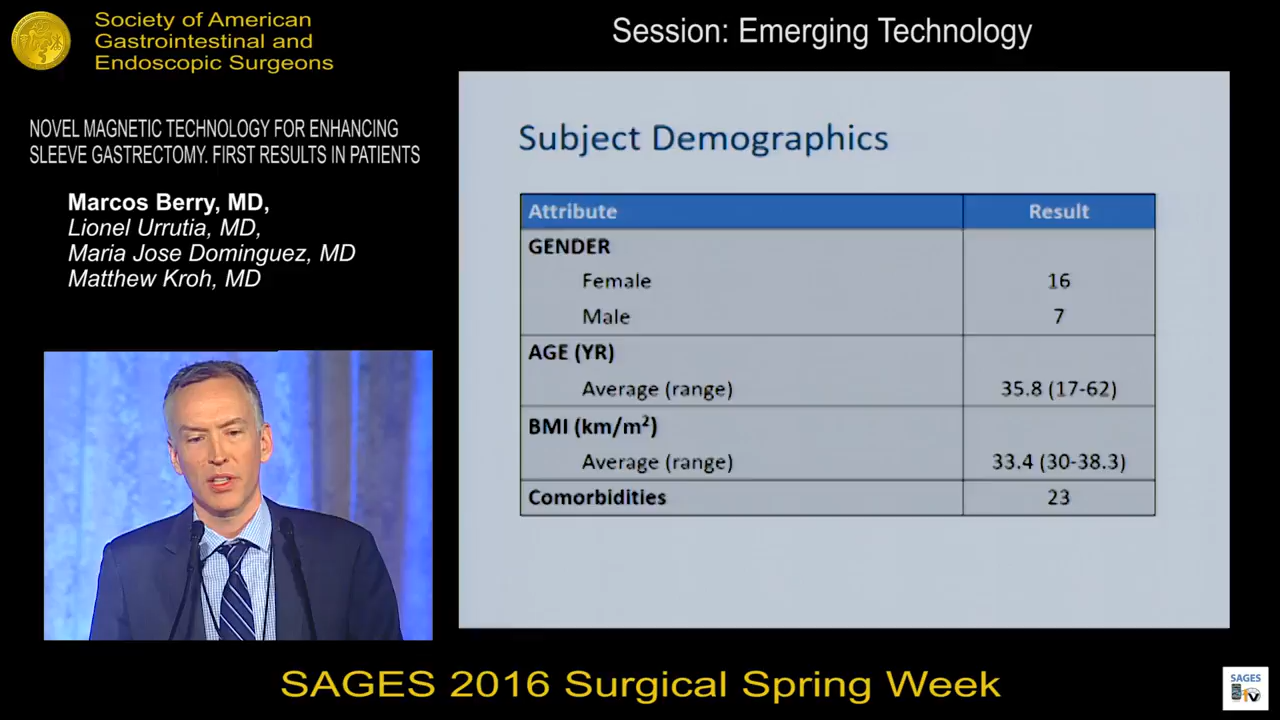 Society of American
Gastrointestinal and
Endoscopic Surgeons
Session: Emerging Technology
NOVEL MAGNETIC TECHNOLOGY FOR ENHANCING
SLEEVE GASTRECTOMY. FIRST RESULTS IN PATIENTS
Marcos Berry, MD,
Lionel Urrutia, MD,
Maria Jose Dominguez, MD
Matthew Kroh, MD
Subject Demographics
Attribute Result
GENDER
Female 16
Male 7
AGE (YR)
Average (range) 35.8 (17-62)
BMI (km/m²)
Average (range) 33.4 (30-38.3)
Comorbidities 23
SAGES 2016 Surgical Spring Week
SAGES
TV